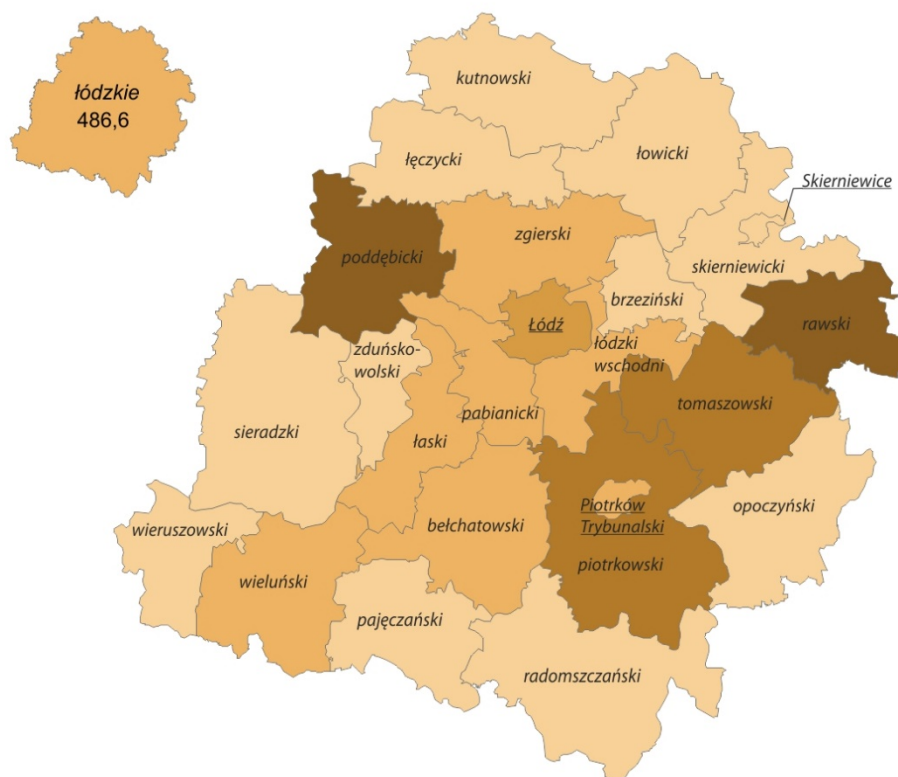 łódzkie
486,6
kutnowski
łęczycki
łowicki
Skierniewice
zgierski
poddębicki
skierniewicki
brzeziński
rawski
Łódź
zduńsko-
wolski
łódzki
wschodni
tomaszowski
pabianicki
sieradzki
łaski
opoczyński
Piotrków
Trybunalski
bełchatowski
wieruszowski
piotrkowski
wieluński
pajęczański
radomszczański